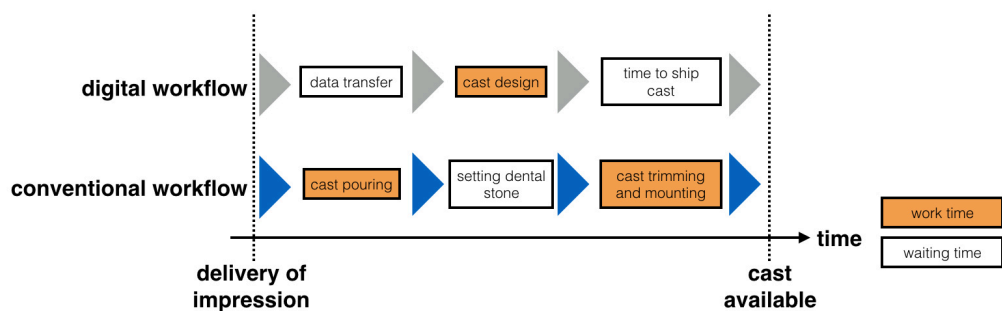 digital workflow
data transfer
cast design
time to ship
cast
conventional workflow
cast pouring
setting dental
stone
cast trimming
and mounting
work time
waiting time
time
delivery of
impression
cast
available